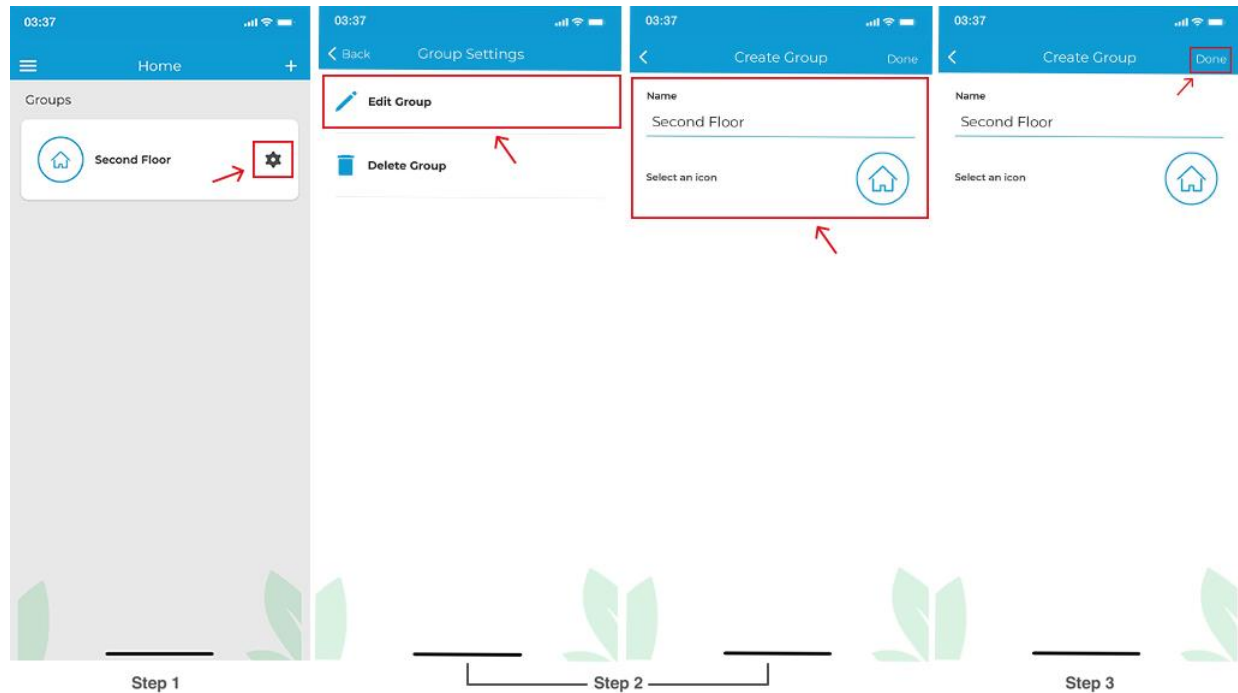 03:37
Home
+
Groups
Second Floor
03:37
Back
Group Settings
Edit Group
Delete Group
03:37
Create Group
Done
Name
Second Floor
Select an icon
03:37
Create Group
Done
Name
Second Floor
Select an icon
Step 1
Step 2
Step 3